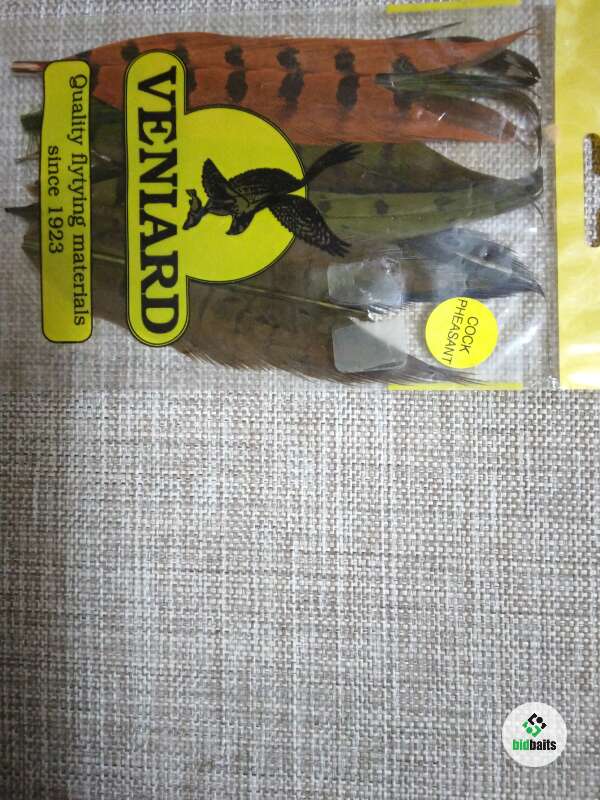 VENIARD
Quality flytying materials
since 1923
COCK
PHEASANT
bidbaits